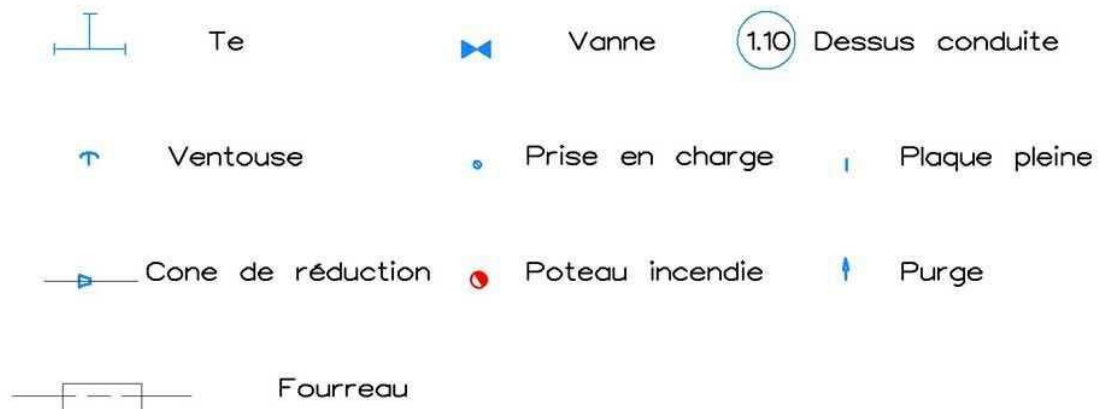 Te
Vanne
1.10 Dessus conduite
Ventouse
Prise en charge
Plaque pleine
Cone de réduction
Poteau incendie
Purge
Fourreau